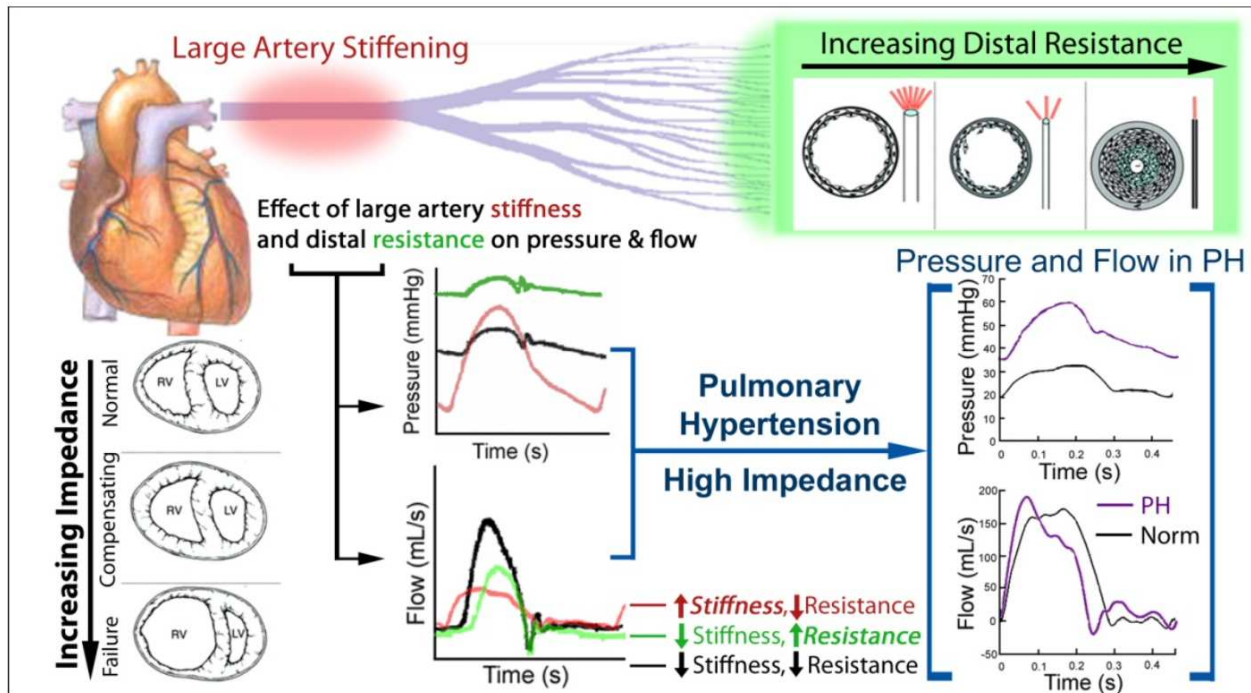 Large Artery Stiffening
Increasing Distal Resistance
Effect of large artery stiffness
and distal resistance on pressure & flow
Increasing Impedance
Normal
RV
LV
Compensating
RV
LV
Failure
RV
LV
Pressure (mmHg)
Time (s)
Flow (mL/s)
Time (s)
↑Stiffness, ↓Resistance
↓Stiffness, ↑Resistance
↓Stiffness, ↓Resistance
Pulmonary
Hypertension
High Impedance
Pressure and Flow in PH
Pressure (mmHg)
70
60
50
40
30
20
10
0
0 0.1 0.2 0.3 0.4
Time (s)
Flow (mL/s)
200
150
100
50
0
-50
PH
Norm
0 0.1 0.2 0.3 0.4
Time (s)